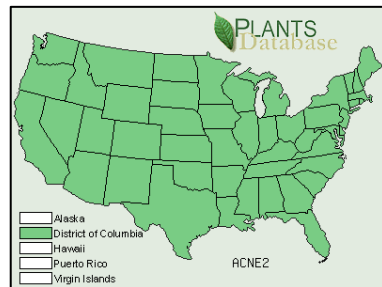 PLANTS
Database
Alaska
District of Columbia
Hawaii
Puerto Rico
Virgin Islands
ACNE2